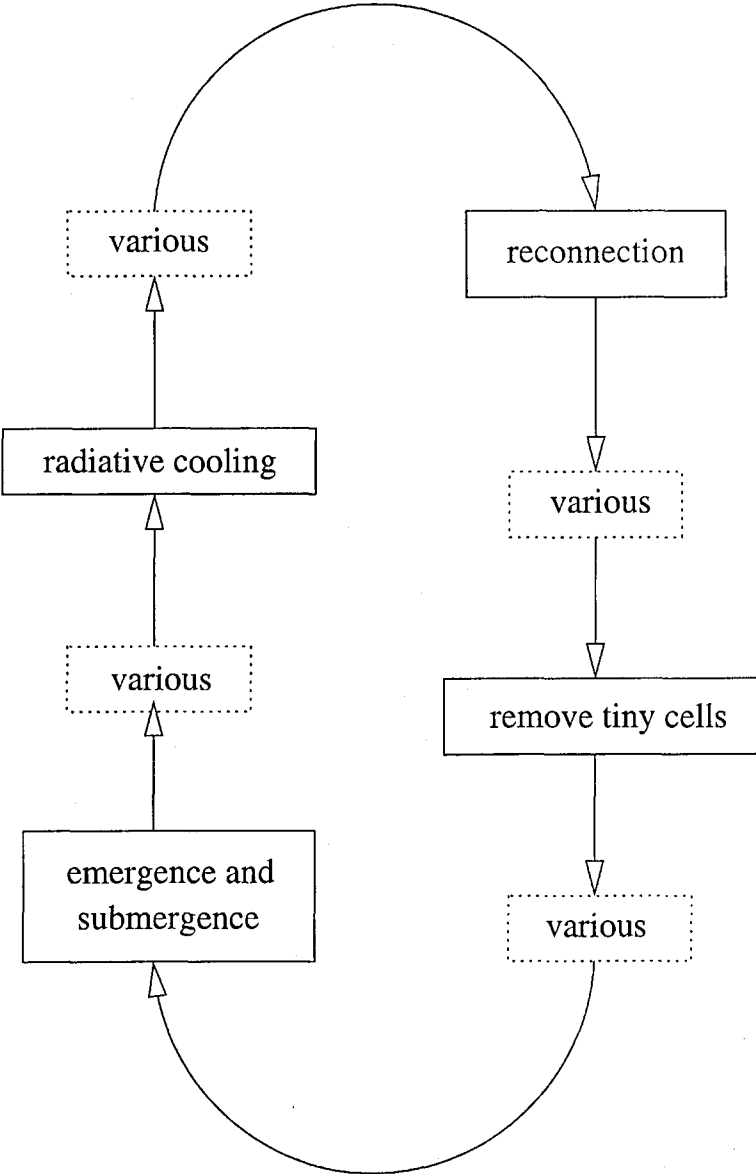 various
reconnection
radiative cooling
various
various
remove tiny cells
emergence and
submergence
various